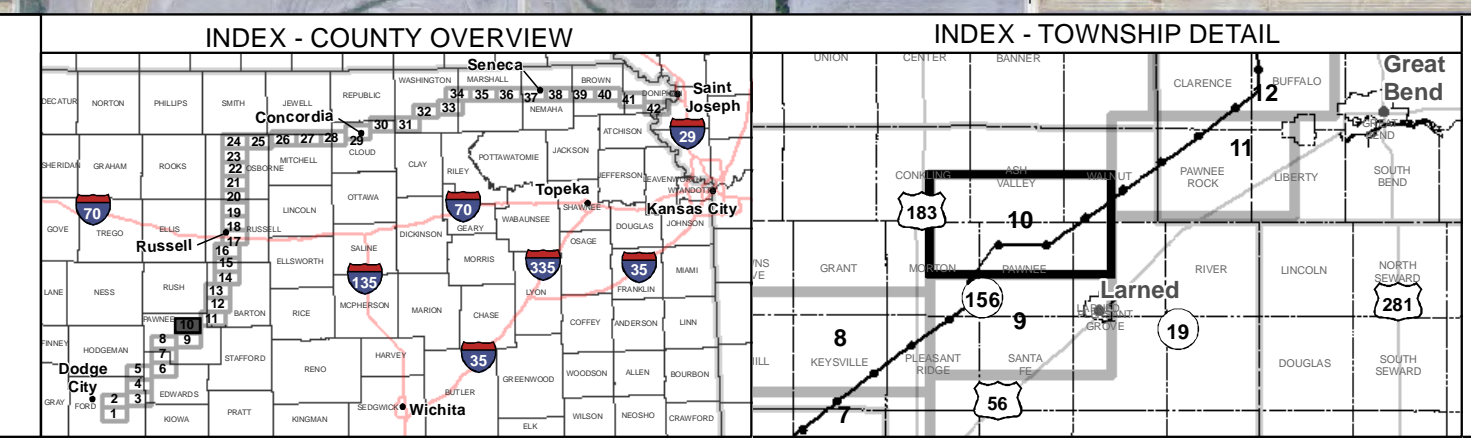 INDEX - COUNTY OVERVIEW
Seneca
WASHINGTON
MARSHALL
BROWN
Saint
Joseph
DECATUR
NORTON
PHILLIPS
SMITH
JEWELL
REPUBLIC
34 35 36 37 38 39 40 41
NEMAHA
42
Concordia
32 33
29
24 25 26 27 28 29 30 31
CLOUD
ATCHISON
23
MITCHELL
CLAY
POTTAWATOMIE
JACKSON
GRAHAM
ROOKS
22
OSBORNE
RILEY
JEFFERSON
21
20
OTTAWA
Topeka
Kansas City
70
19
LINCOLN
70
SHAWNEE
GOVE
TREGO
ELLIS
18
RUSSELL
DICKINSON
GEARY
WABAUNSEE
DOUGLAS
JOHNSON
Russell
17
SALINE
OSAGE
16
ELLSWORTH
MORRIS
15
135
335
35
MIAMI
LANE
NESS
RUSH
14
LYON
FRANKLIN
13
MCPHERSON
MARION
CHASE
12
BARTON
RICE
COFFEY
ANDERSON
LINN
PAWNEE
10
11
HODGEMAN
8 9
STAFFORD
HARVEY
35
7
RENO
GREENWOOD
WOODSON
ALLEN
BOURBON
Dodge
City
5 6
4
BUTLER
GRAY
FORD
2 3
EDWARDS
SEDGWICK
Wichita
1
KIOWA
PRATT
KINGMAN
WILSON
NEOSHO
CRAWFORD
ELK
INDEX - TOWNSHIP DETAIL
UNION
CENTER
BANNER
Great
Bend
CLARENCE
BUFFALO
12
11
CONKLING
ASH
VALLEY
WALNUT
PAWNEE
ROCK
LIBERTY
SOUTH
BEND
183
10
GRANT
MORTON
PAWNEE
RIVER
LINCOLN
NORTH
SEWARD
156
Larned
281
9
GROVE
19
8
KEYSVILLE
PLEASANT
RIDGE
SANTA
FE
DOUGLAS
SOUTH
SEWARD
56
7